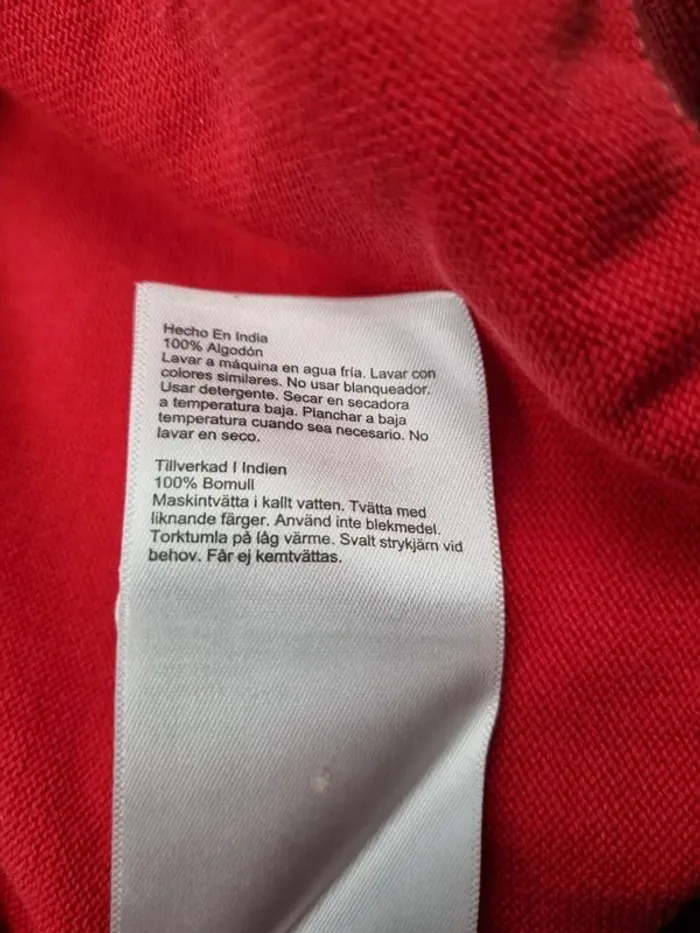 Hecho En India
100% Algodón
Lavar a máquina en agua fría. Lavar con
colores similares. No usar blanqueador.
Usar detergente. Secar en secadora
a temperatura baja. Planchar a baja
temperatura cuando sea necesario. No
lavar en seco.
Tillverkad I Indien
100% Bomull
Maskintvätta i kallt vatten. Tvätta med
liknande färger. Använd inte blekmedel.
Torktumla på låg värme. Svalt strykjärn vid
behov. Får ej kemtvättas.